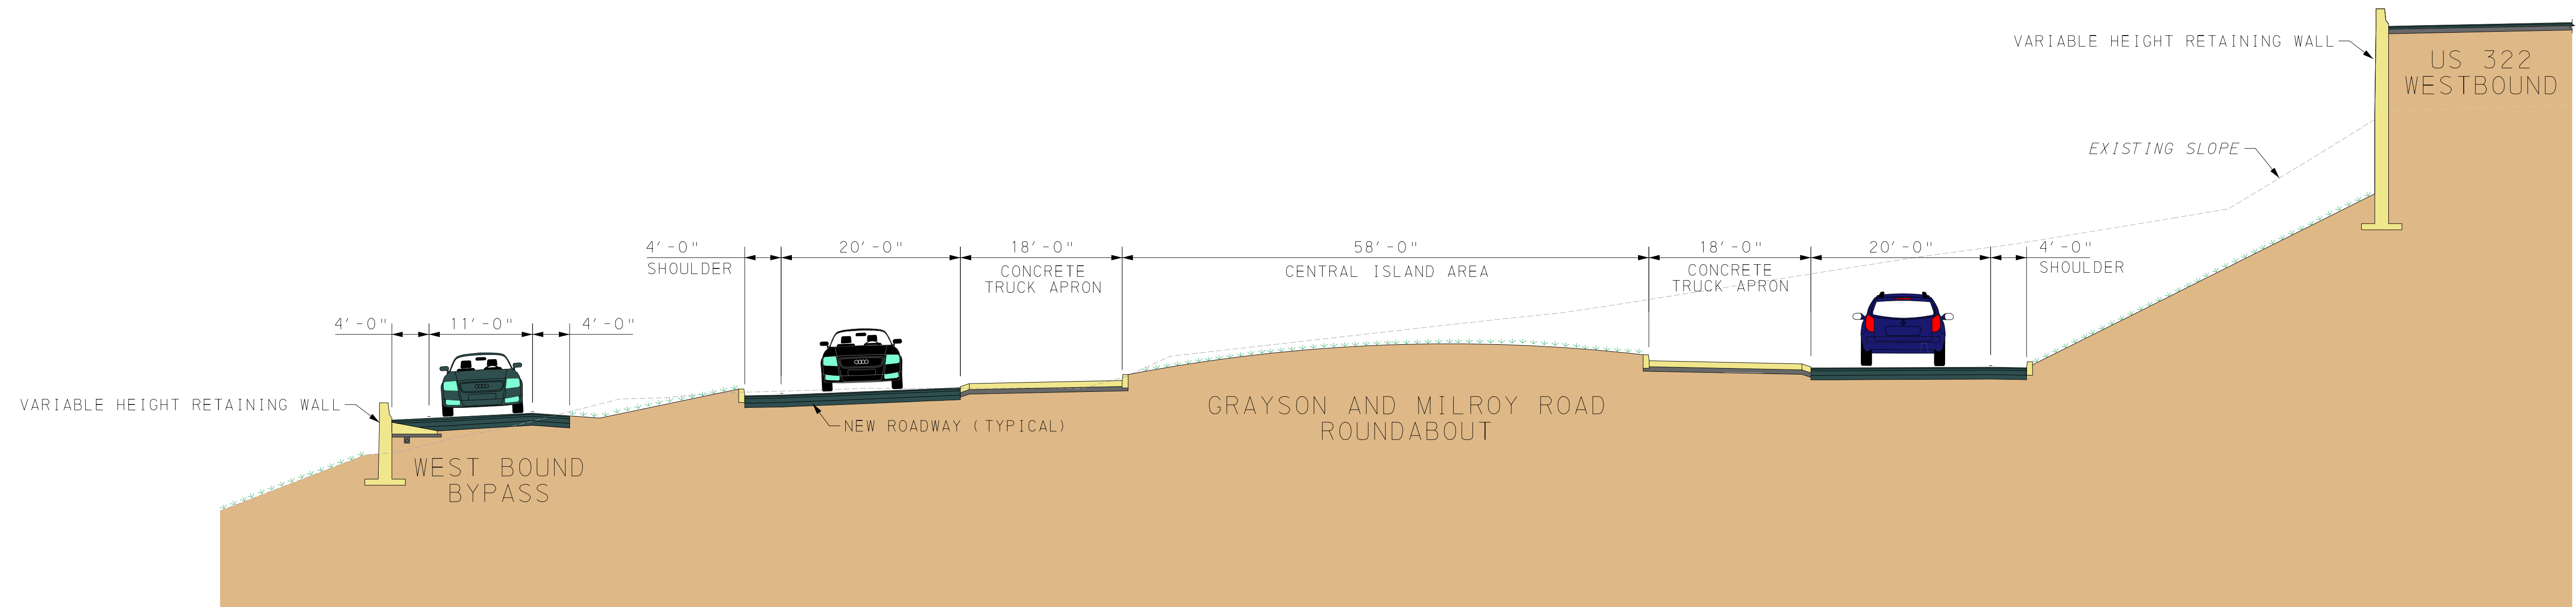 VARIABLE HEIGHT RETAINING WALL
US 322
WESTBOUND
EXISTING SLOPE
4'-0"
SHOULDER
20'-0"
18'-0"
CONCRETE
TRUCK APRON
58'-0"
CENTRAL ISLAND AREA
18'-0"
CONCRETE
TRUCK APRON
20'-0"
4'-0"
SHOULDER
4'-0"
11'-0"
4'-0"
VARIABLE HEIGHT RETAINING WALL
NEW ROADWAY (TYPICAL)
GRAYSON AND MILROY ROAD
ROUNDABOUT
WEST BOUND
BYPASS